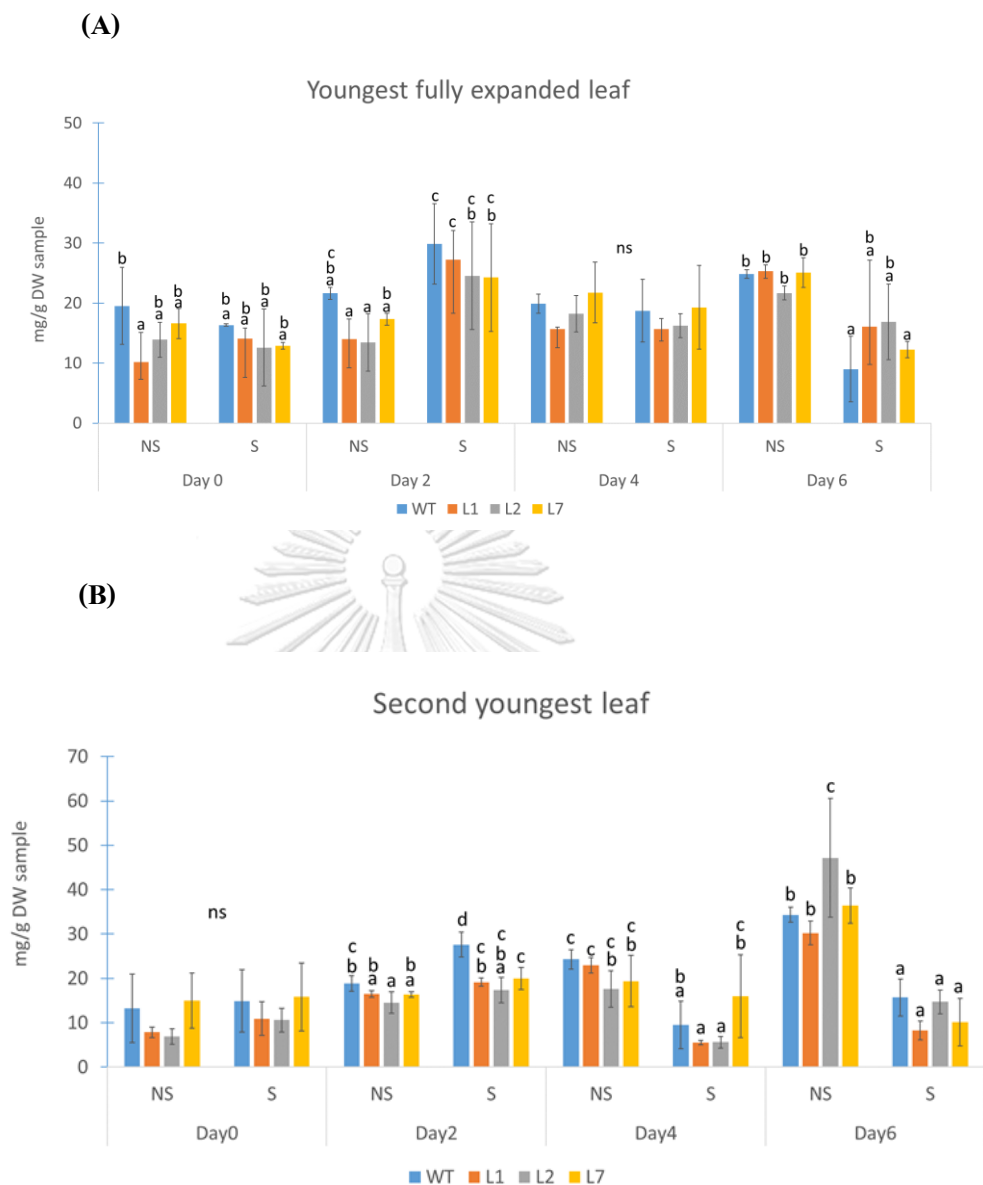 (A)
Youngest fully expanded leaf
50
40
30
20
10
0
mg/g DW sample
b
a
b
a
b
a
b
a
b
a
b
a
b
a
c
b
a
a
a
b
a
c
c
c
b
c
b
ns
b
b
b
b
a
b
a
b
a
a
NS S NS S NS S NS S
Day 0 Day 2 Day 4 Day 6
WT L1 L2 L7
(B)
Second youngest leaf
70
60
50
40
30
20
10
0
mg/g DW sample
ns
c
b
b
a
a
b
a
d
c
b
c
b
a
c
c
c
c
b
c
b
b
a
a
a
c
b
b
b
c
b
a
a
a
a
NS S NS S NS S NS S
Day0 Day2 Day4 Day6
WT L1 L2 L7